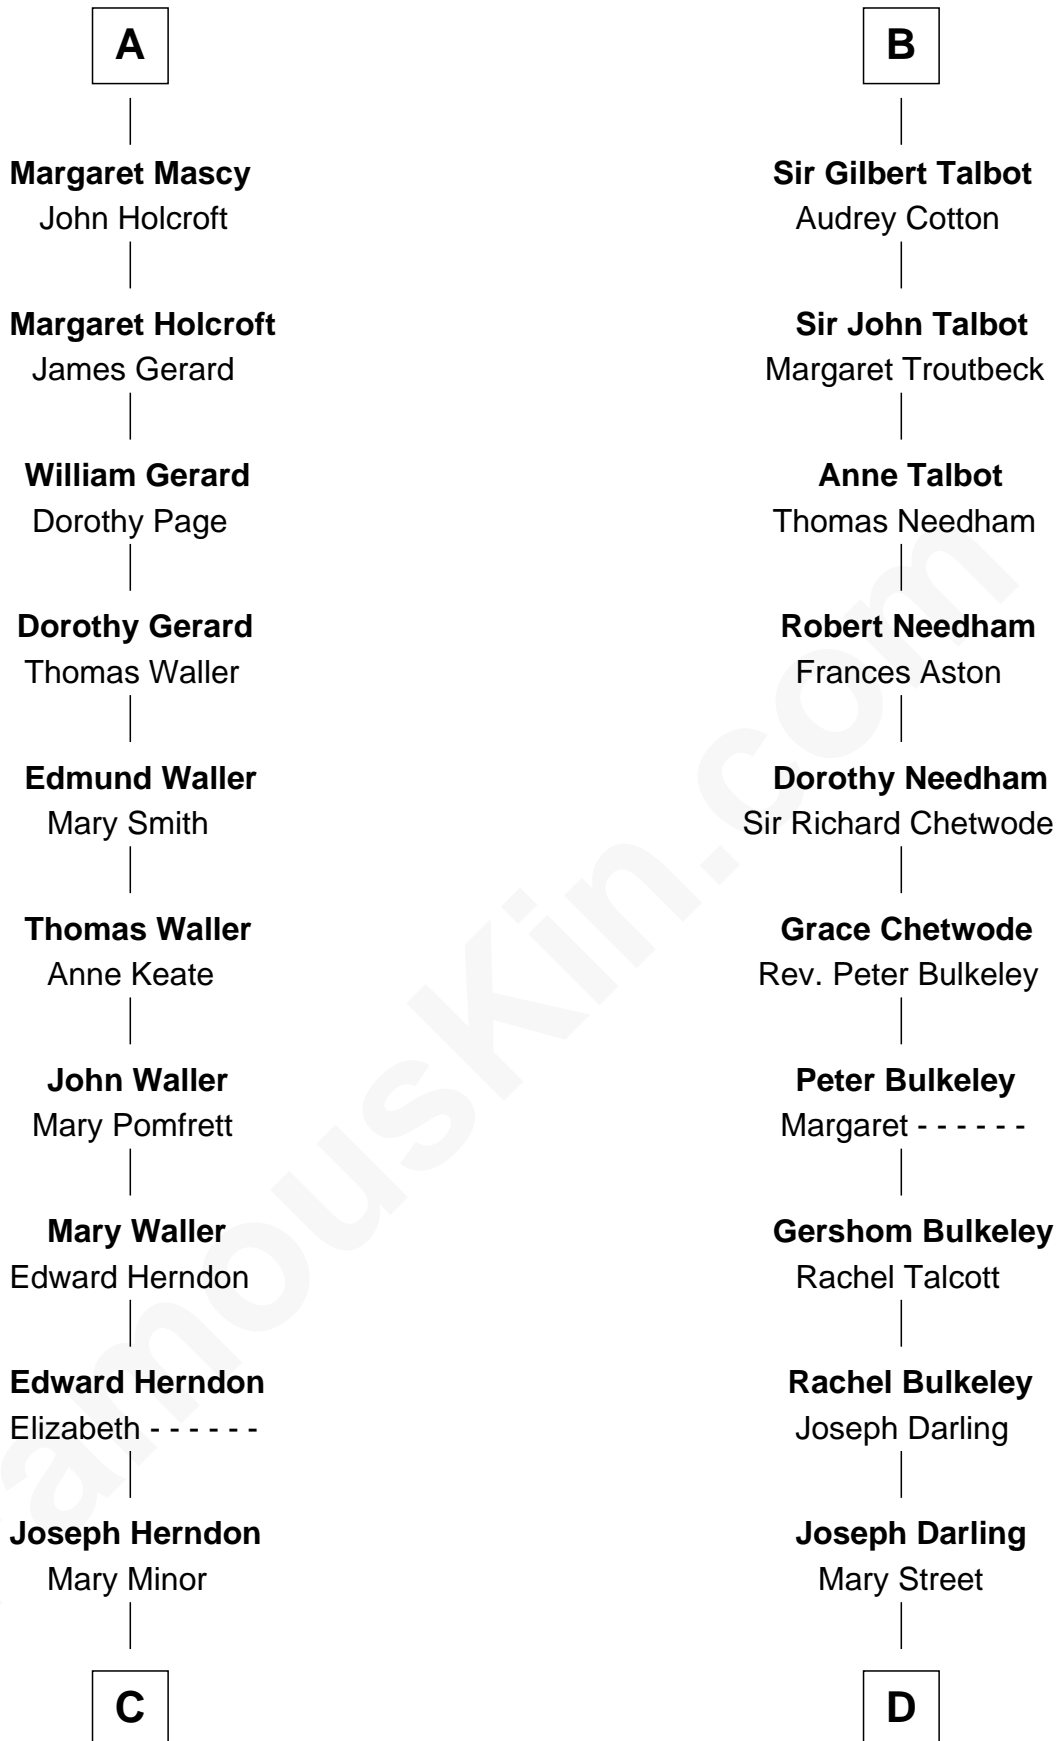 A
Margaret Mascy
John Holcroft
Margaret Holcroft
James Gerard
William Gerard
Dorothy Page
Dorothy Gerard
Thomas Waller
Edmund Waller
Mary Smith
Thomas Waller
Anne Keate
John Waller
Mary Pomfrett
Mary Waller
Edward Herndon
Edward Herndon
Elizabeth - - - - - -
Joseph Herndon
Mary Minor
C
B
Sir Gilbert Talbot
Audrey Cotton
Sir John Talbot
Margaret Troutbeck
Anne Talbot
Thomas Needham
Robert Needham
Frances Aston
Dorothy Needham
Sir Richard Chetwode
Grace Chetwode
Rev. Peter Bulkeley
Peter Bulkeley
Margaret - - - - - -
Gershom Bulkeley
Rachel Talcott
Rachel Bulkeley
Joseph Darling
Joseph Darling
Mary Street
D
amouskin.com